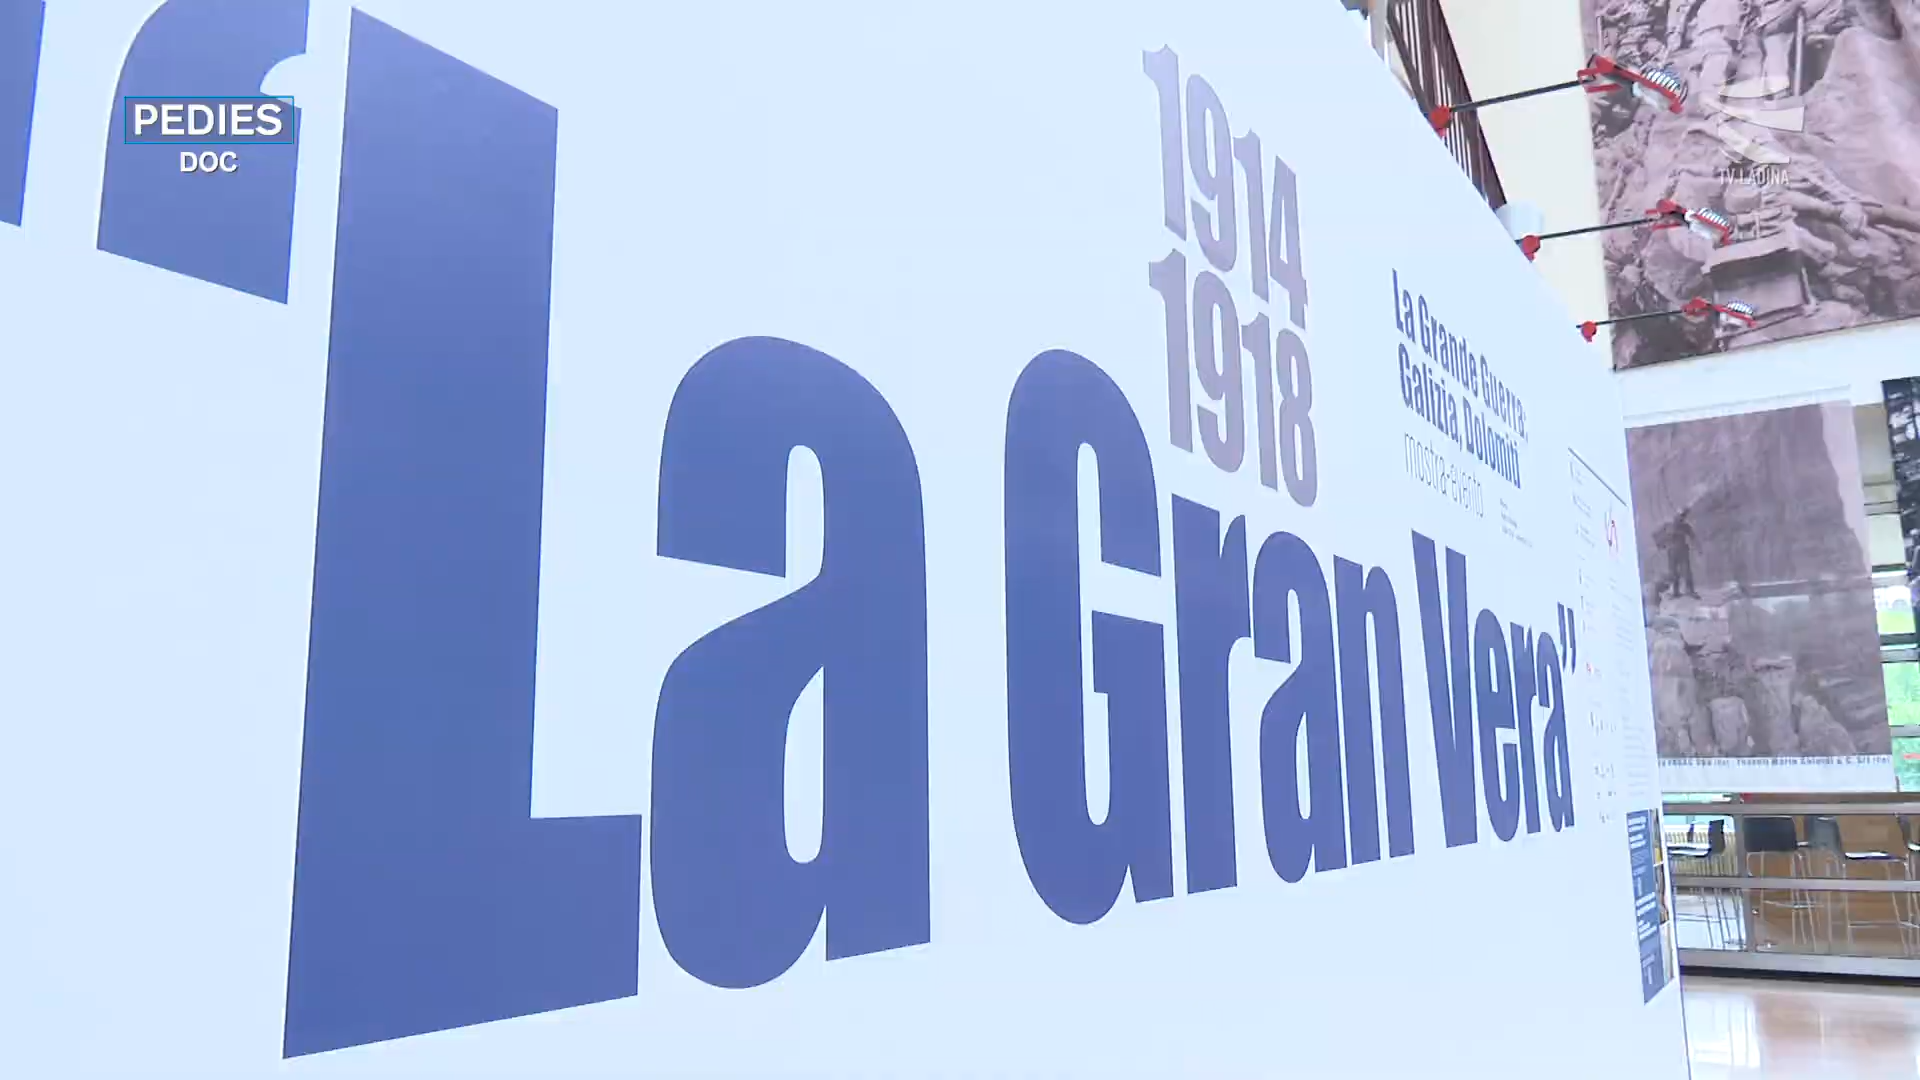 PEDIES
DOC
TV LADINA
1914
1918
La Grande Guerra:
Galizia, Dolomiti
mostra-evento
“La Gran Vera”